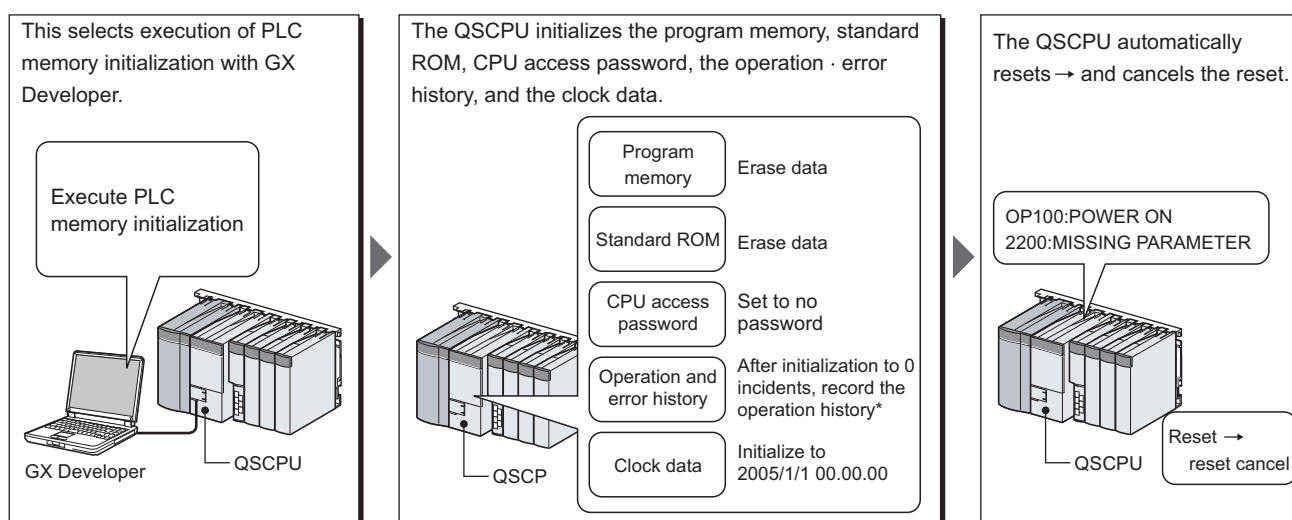 This selects execution of PLC
memory initialization with GX
Developer.
Execute PLC
memory initialization
GX Developer
QSCPU
The QSCPU initializes the program memory, standard
ROM, CPU access password, the operation · error
history, and the clock data.
Program
memory
Erase data
Standard ROM
Erase data
CPU access
password
Set to no
password
Operation and
error history
After initialization to 0
incidents, record the
operation history*
Clock data
Initialize to
2005/1/1 00.00.00
QSCP
The QSCPU automatically
resets → and cancels the reset.
OP100:POWER ON
2200:MISSING PARAMETER
QSCPU
Reset →
reset cancel